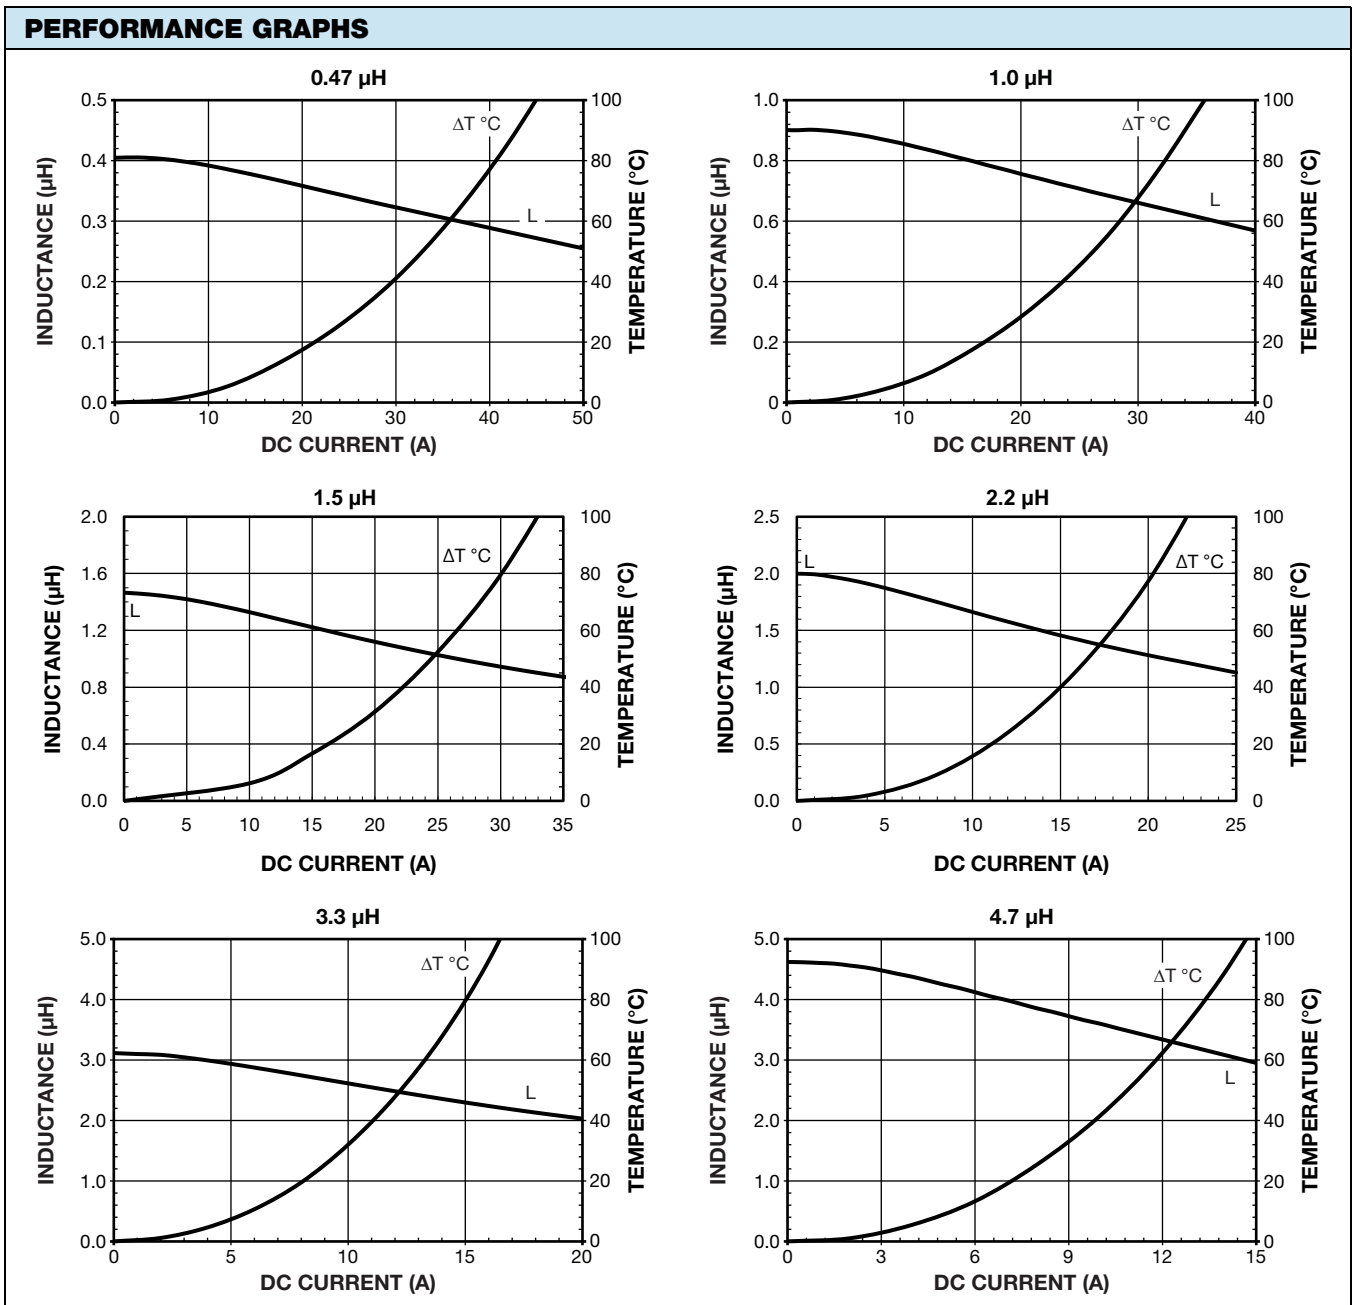 PERFORMANCE GRAPHS
0.47 µH
0.5
0.4
0.3
0.2
0.1
0.0
100
80
60
40
20
0
0 10 20 30 40 50
INDUCTANCE (µH)
TEMPERATURE (°C)
ΔT °C
L
DC CURRENT (A)
1.0 µH
1.0
0.8
0.6
0.4
0.2
0
100
80
60
40
20
0
0 10 20 30 40
INDUCTANCE (µH)
TEMPERATURE (°C)
ΔT °C
L
DC CURRENT (A)
1.5 µH
2.0
1.6
1.2
0.8
0.4
0.0
100
80
60
40
20
0
0 5 10 15 20 25 30 35
INDUCTANCE (µH)
TEMPERATURE (°C)
ΔT °C
L
DC CURRENT (A)
2.2 µH
2.5
2.0
1.5
1.0
0.5
0.0
100
80
60
40
20
0
0 5 10 15 20 25
INDUCTANCE (µH)
TEMPERATURE (°C)
L
ΔT °C
DC CURRENT (A)
3.3 µH
5.0
4.0
3.0
2.0
1.0
0.0
100
80
60
40
20
0
0 5 10 15 20
INDUCTANCE (µH)
TEMPERATURE (°C)
ΔT °C
L
DC CURRENT (A)
4.7 µH
5.0
4.0
3.0
2.0
1.0
0.0
100
80
60
40
20
0
0 3 6 9 12 15
INDUCTANCE (µH)
TEMPERATURE (°C)
ΔT °C
L
DC CURRENT (A)